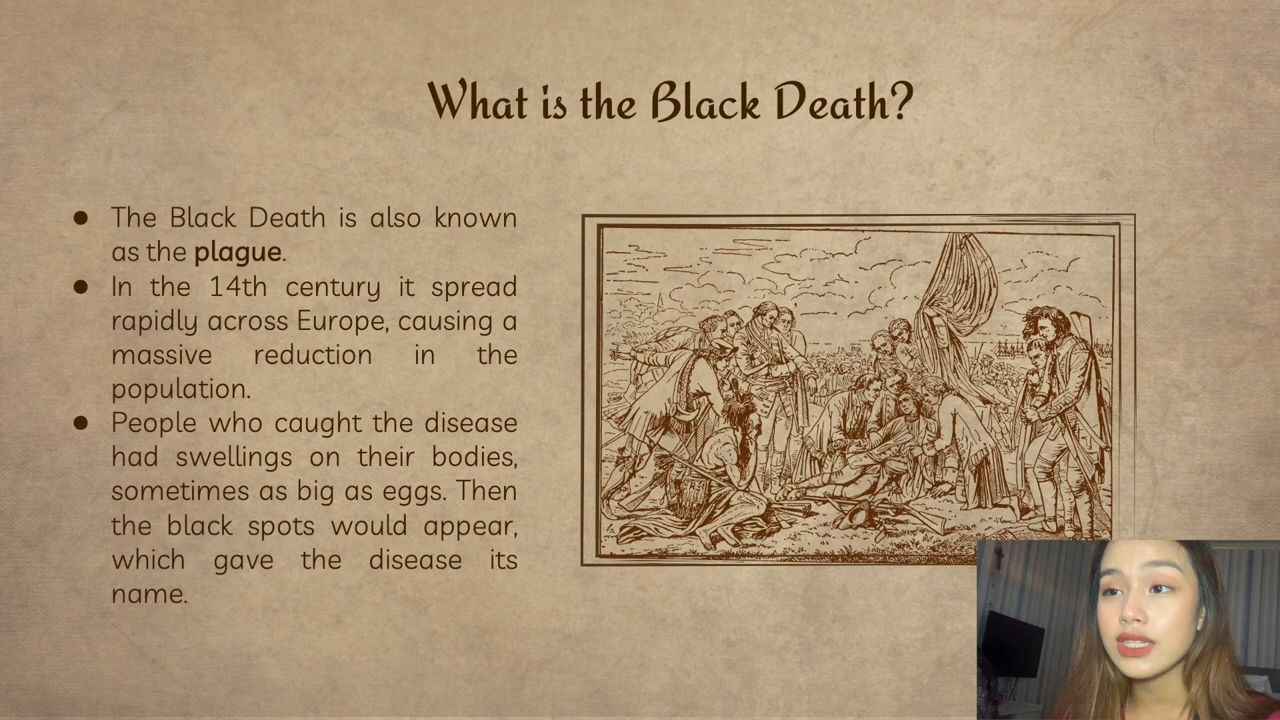 What is the Black Death?
● The Black Death is also known
as the plague.
● In the 14th century it spread
rapidly across Europe, causing a
massive reduction in the
population.
● People who caught the disease
had swellings on their bodies,
sometimes as big as eggs. Then
the black spots would appear,
which gave the disease its
name.